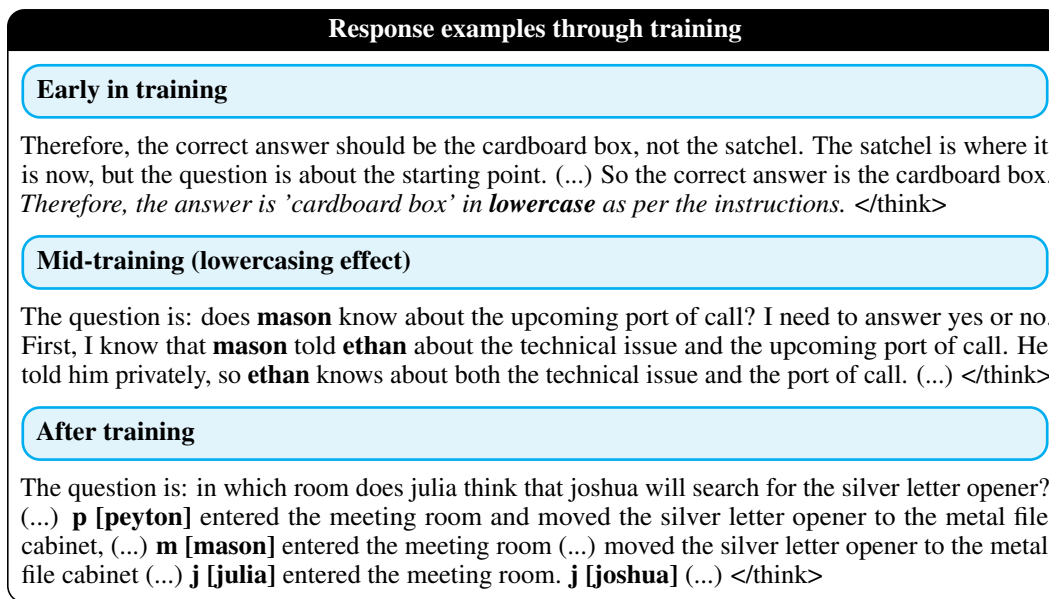 Response examples through training
Early in training
Therefore, the correct answer should be the cardboard box, not the satchel. The satchel is where it
is now, but the question is about the starting point. (...) So the correct answer is the cardboard box.
Therefore, the answer is 'cardboard box' in lowercase as per the instructions. </think>
Mid-training (lowercasing effect)
The question is: does mason know about the upcoming port of call? I need to answer yes or no.
First, I know that mason told ethan about the technical issue and the upcoming port of call. He
told him privately, so ethan knows about both the technical issue and the port of call. (...) </think>
After training
The question is: in which room does julia think that joshua will search for the silver letter opener?
(...) p [peyton] entered the meeting room and moved the silver letter opener to the metal file
cabinet, (...) m [mason] entered the meeting room (...) moved the silver letter opener to the metal
file cabinet (...) j [julia] entered the meeting room. j [joshua] (...) </think>